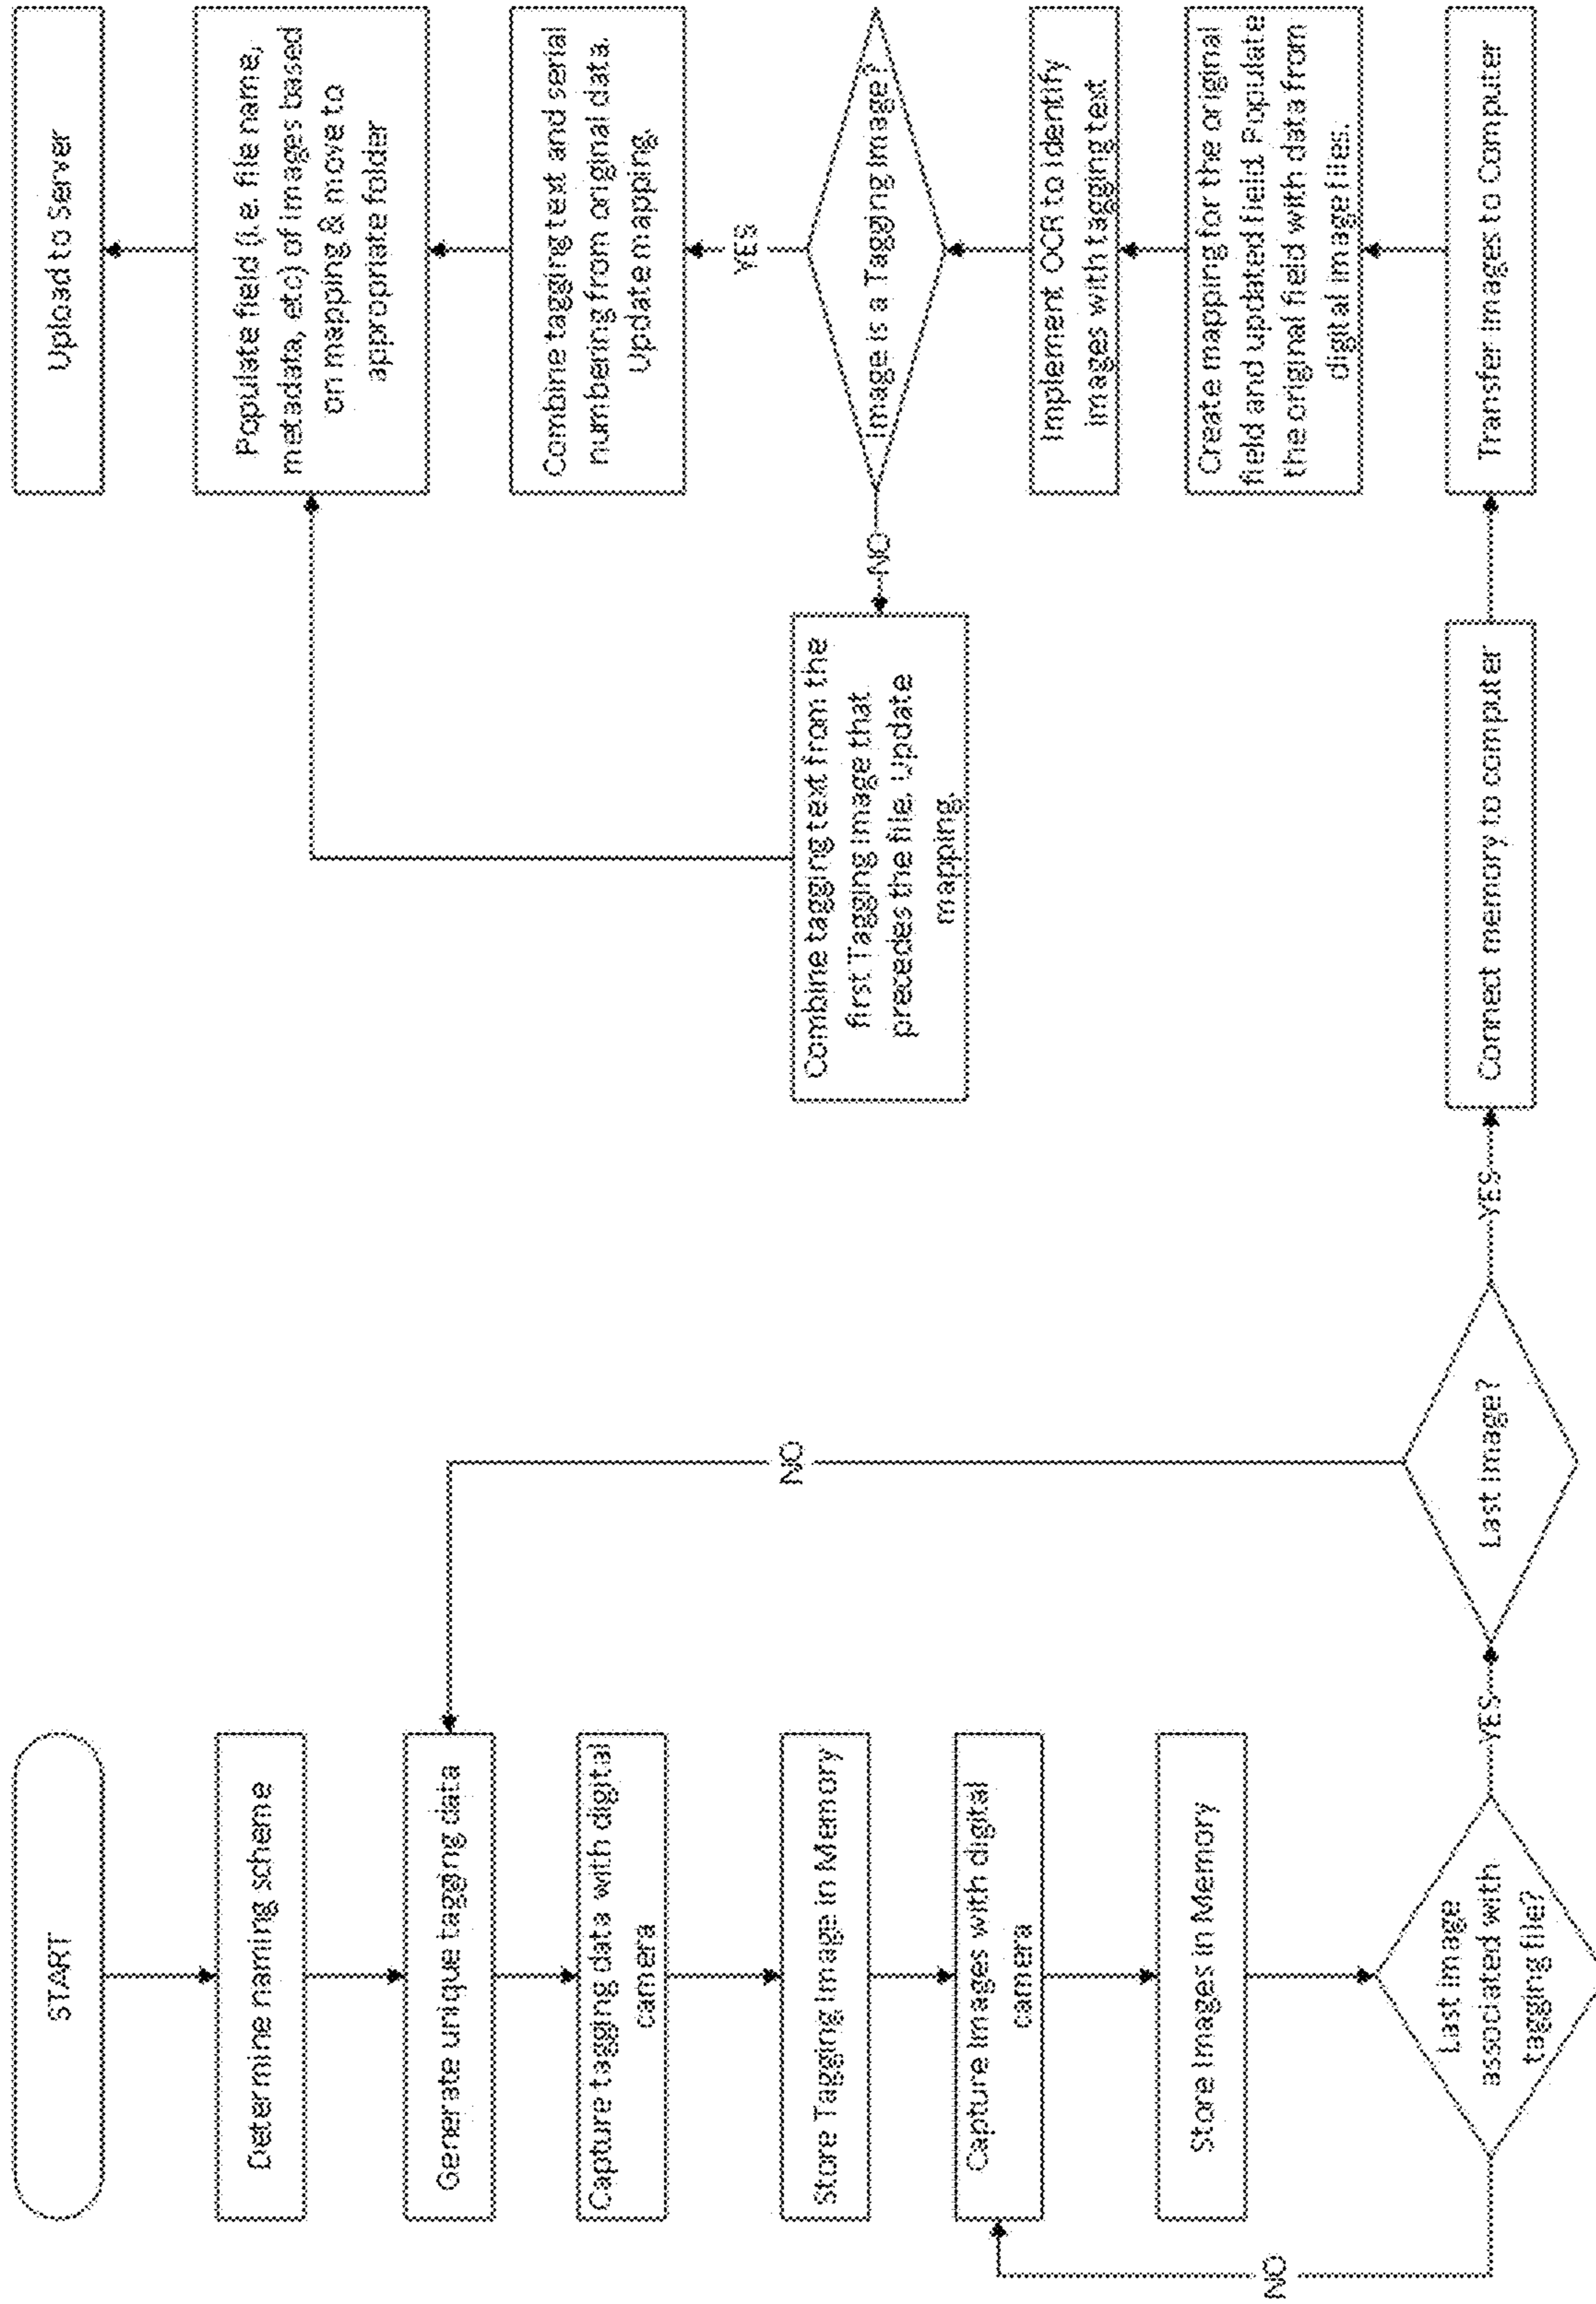 START
Determine naming scheme
Generate unique tagging data
Capture tagging data with digital
camera
Store Tagging Image in Memory
Capture Images with digital
camera
Store Images in Memory
Last Image
associated with
tagging file?
NO
YES
Last Image?
NO
YES
Connect memory to computer
Transfer Images to Computer
Create mapping for the original
field and updated field. Populate
the original field with data from
digital image files.
Implement OCR to identify
images with tagging text
Image is a Tagging Image?
NO
Combine tagging text from the
first Tagging Image that
precedes the file. Update
mapping.
YES
Combine tagging text and serial
numbering from original data.
Update mapping.
Populate field (i.e. file name,
metadata, etc) of images based
on mapping & move to
appropriate folder
Upload to Server